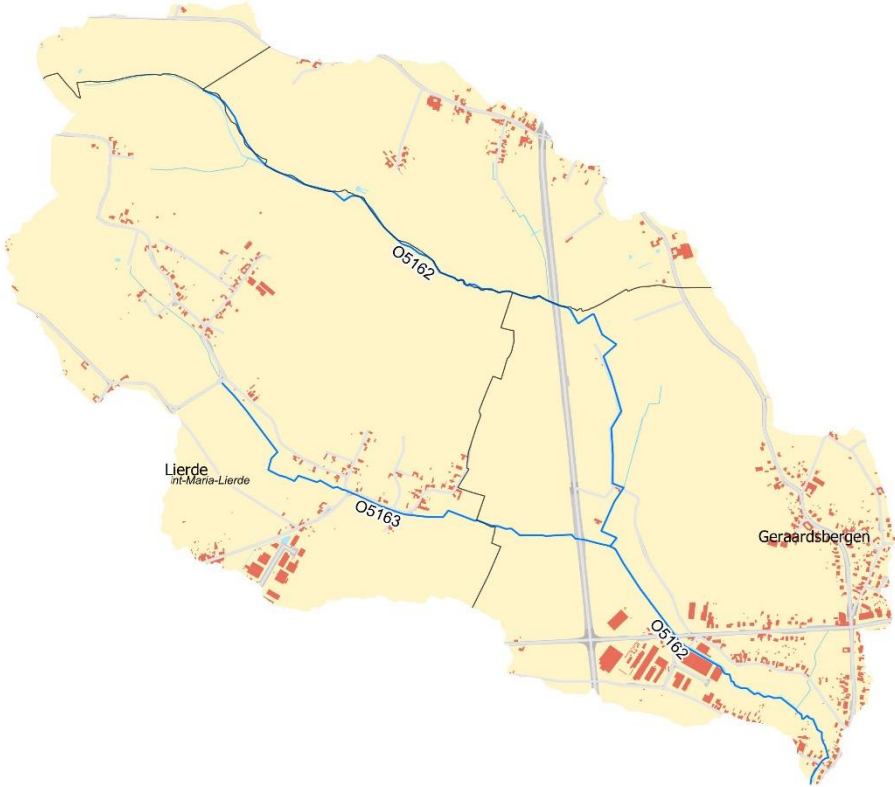 O5162
Lierde
int-Maria-Lierde
O5163
Geraardsbergen
O5162